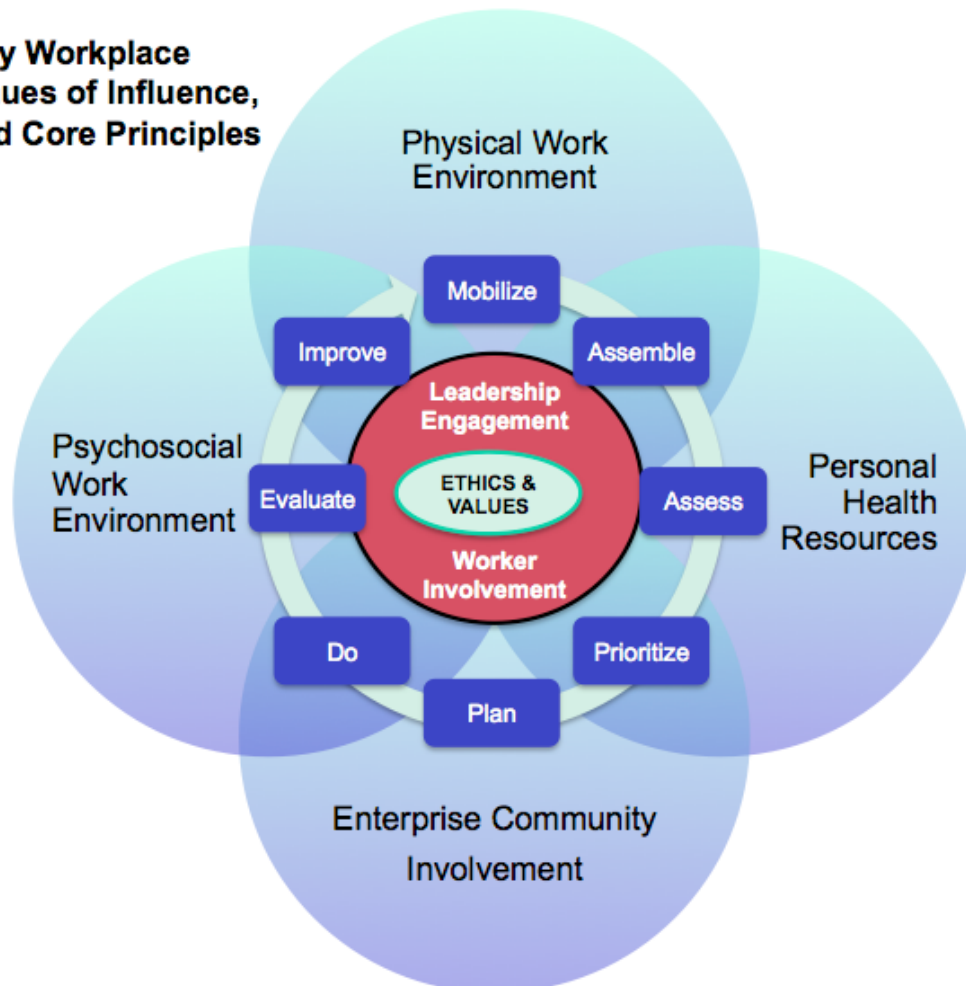 y Workplace
ues of Influence,
d Core Principles
Physical Work
Environment
Mobilize
Improve
Assemble
Leadership
Engagement
Psychosocial
Work
Environment
Evaluate
ETHICS &
VALUES
Assess
Personal
Health
Resources
Worker
Involvement
Do
Prioritize
Plan
Enterprise Community
Involvement